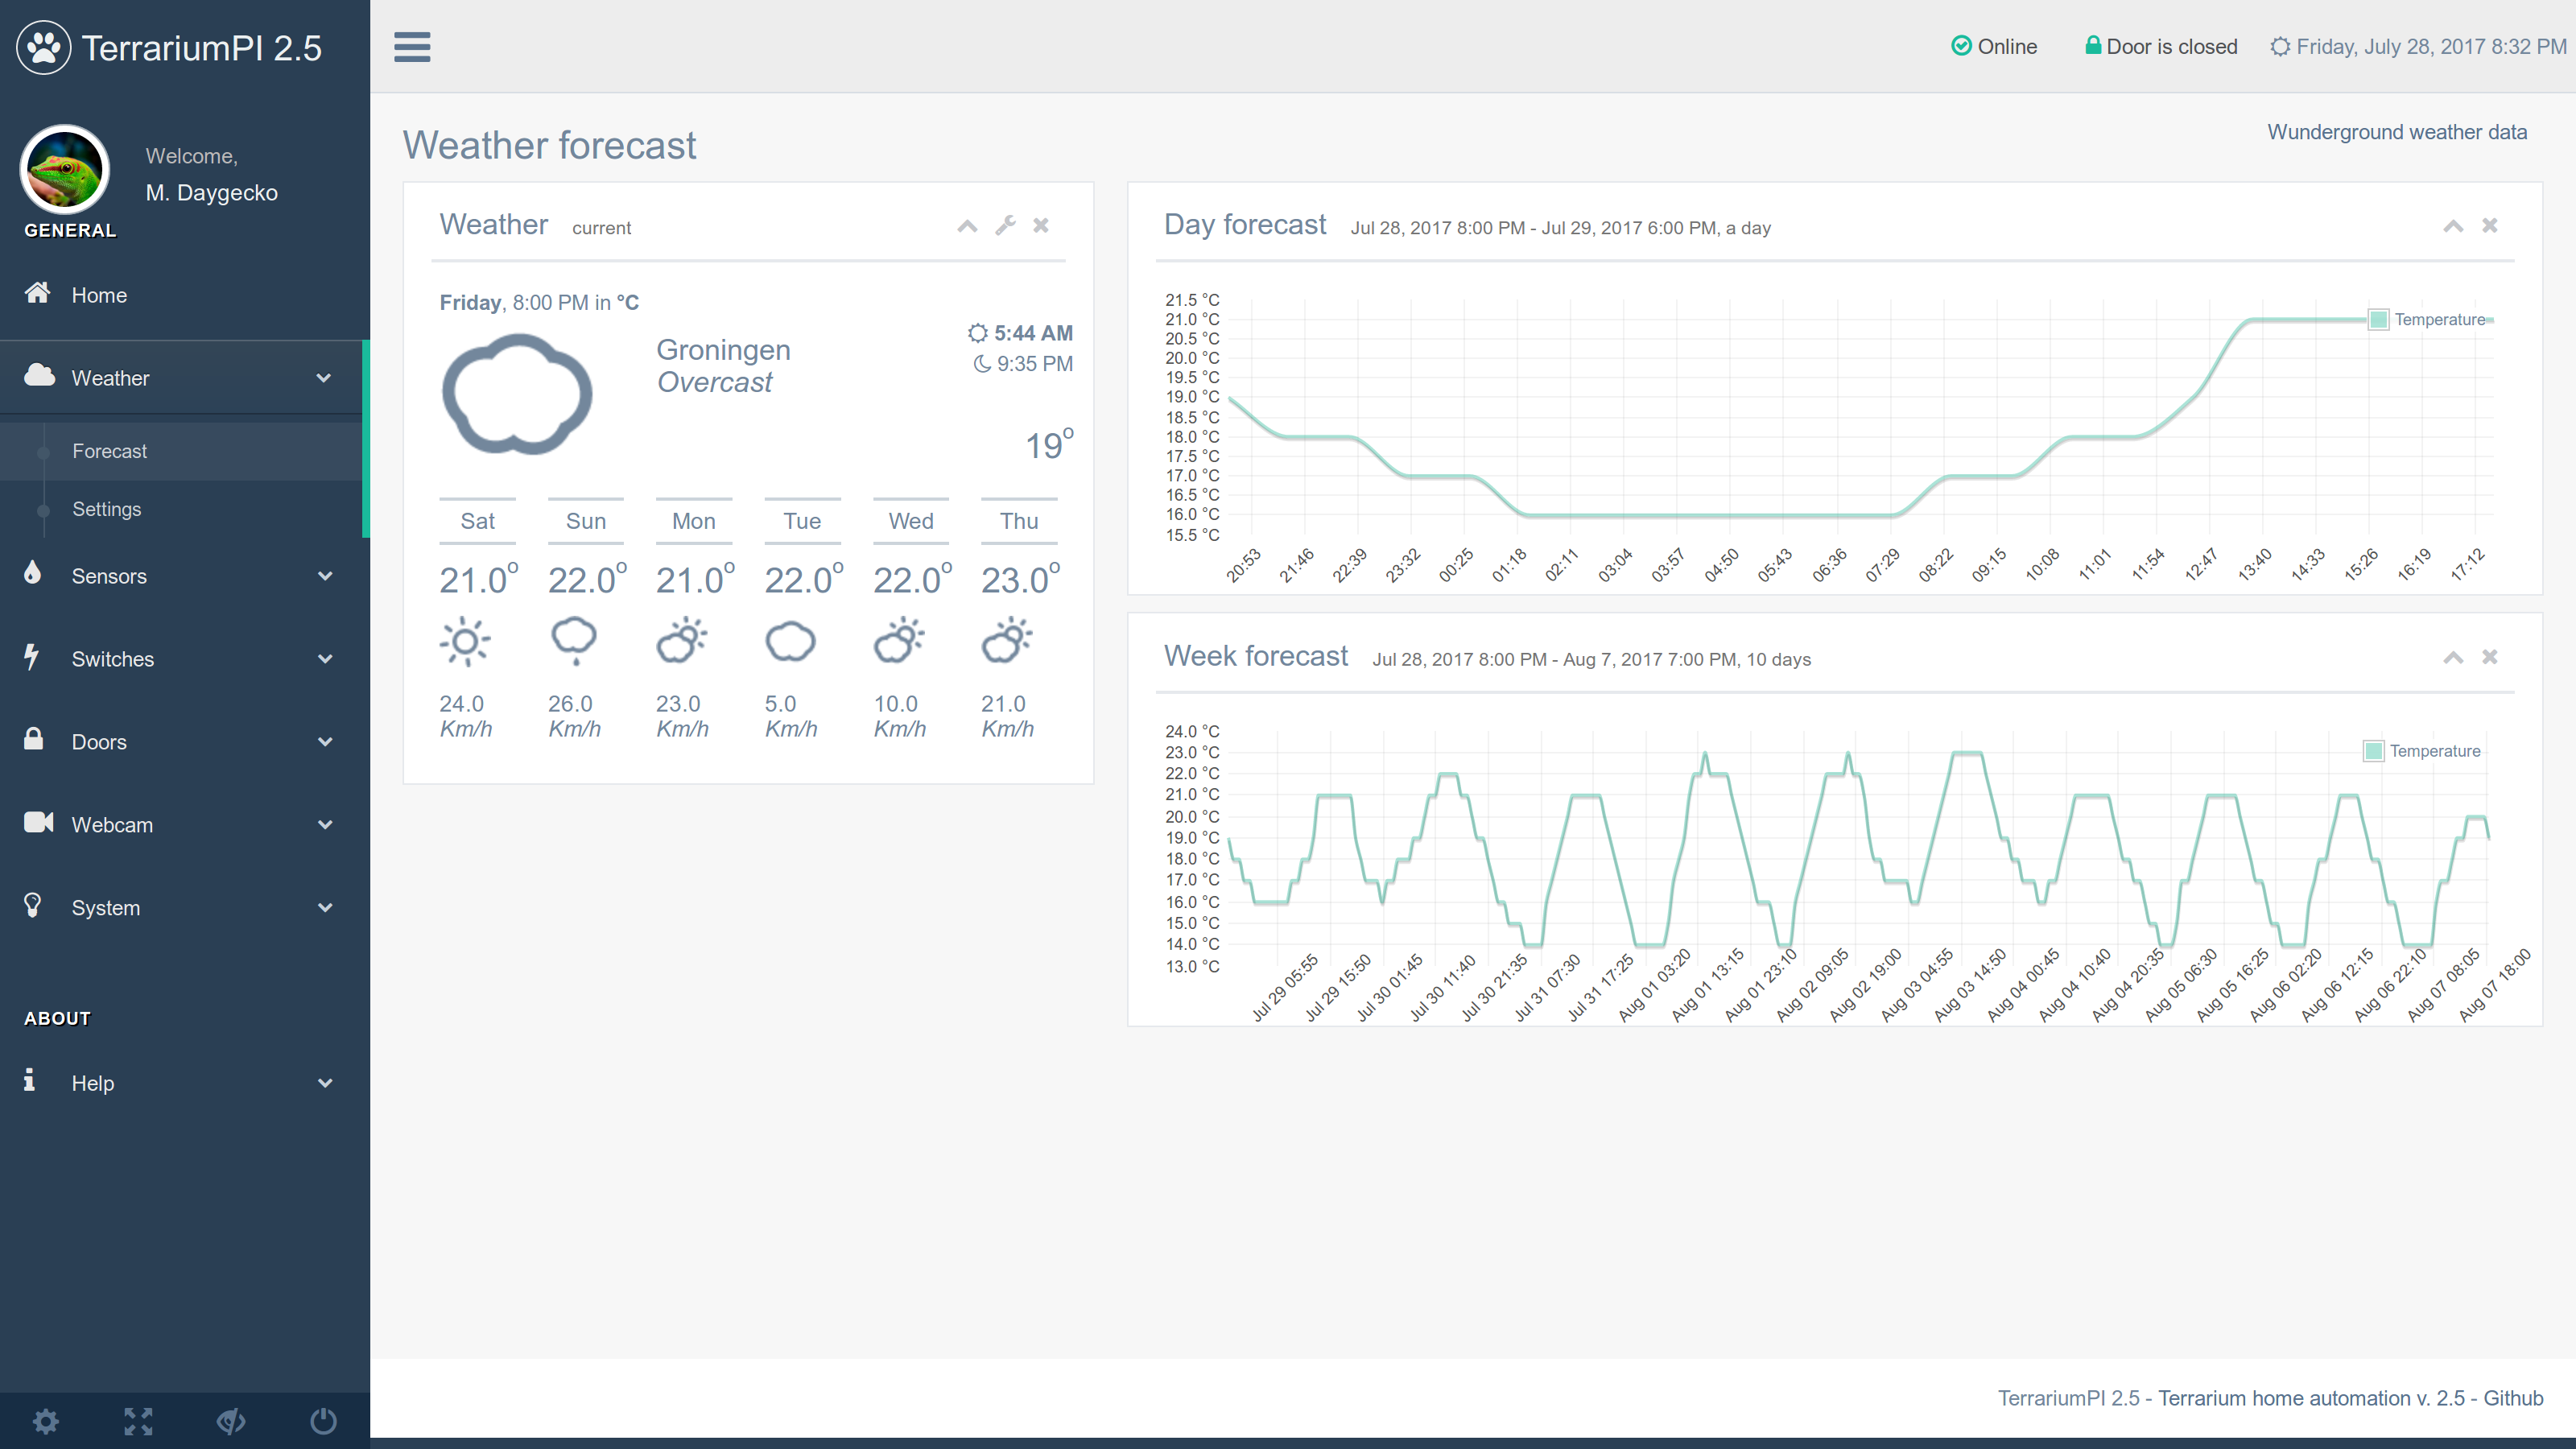 TerrariumPI 2.5
Welcome,
M. Daygecko
GENERAL
Home
Weather
Forecast
Settings
Sensors
Switches
Doors
Webcam
System
ABOUT
Help
Online
Door is closed
Friday, July 28, 2017 8:32 PM
Weather forecast
Wunderground weather data
Weather current
Friday, 8:00 PM in °C
Groningen
Overcast
5:44 AM
9:35 PM
19°
Sat Sun Mon Tue Wed Thu
21.0° 22.0° 21.0° 22.0° 22.0° 23.0°
24.0 26.0 23.0 5.0 10.0 21.0
Km/h Km/h Km/h Km/h Km/h Km/h
Day forecast Jul 28, 2017 8:00 PM - Jul 29, 2017 6:00 PM, a day
21.5 °C
21.0 °C
20.5 °C
20.0 °C
19.5 °C
19.0 °C
18.5 °C
18.0 °C
17.5 °C
17.0 °C
16.5 °C
16.0 °C
15.5 °C
Temperature
20:53 21:46 22:39 23:32 00:25 01:18 02:11 03:04 03:57 04:50 05:43 06:36 07:29 08:22 09:15 10:08 11:01 11:54 12:47 13:40 14:33 15:26 16:19 17:12
Week forecast Jul 28, 2017 8:00 PM - Aug 7, 2017 7:00 PM, 10 days
24.0 °C
23.0 °C
22.0 °C
21.0 °C
20.0 °C
19.0 °C
18.0 °C
17.0 °C
16.0 °C
15.0 °C
14.0 °C
13.0 °C
Temperature
Jul 29 05:55 Jul 29 15:50 Jul 30 01:45 Jul 30 11:40 Jul 30 21:35 Jul 31 07:30 Jul 31 17:25 Aug 01 03:20 Aug 01 13:15 Aug 01 23:10 Aug 02 09:05 Aug 02 19:00 Aug 03 04:55 Aug 03 14:50 Aug 04 00:45 Aug 04 10:40 Aug 04 20:35 Aug 05 06:30 Aug 05 16:25 Aug 06 02:20 Aug 06 12:15 Aug 06 22:10 Aug 07 08:05 Aug 07 18:00
TerrariumPI 2.5 - Terrarium home automation v. 2.5 - Github